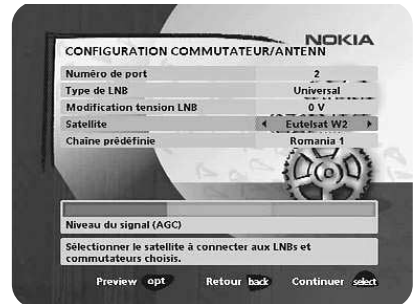 NOKIA
CONFIGURATION COMMUTATEUR/ANTENN
Numéro de port 2
Type de LNB Universal
Modification tension LNB 0 V
Satellite Eutelsat W2
Chaîne prédéfinie Romania 1
Niveau du signal (AGC)
Sélectionner le satellite à connecter aux LNBs et
commutateurs choisis.
Preview opt Retour back Continuer select